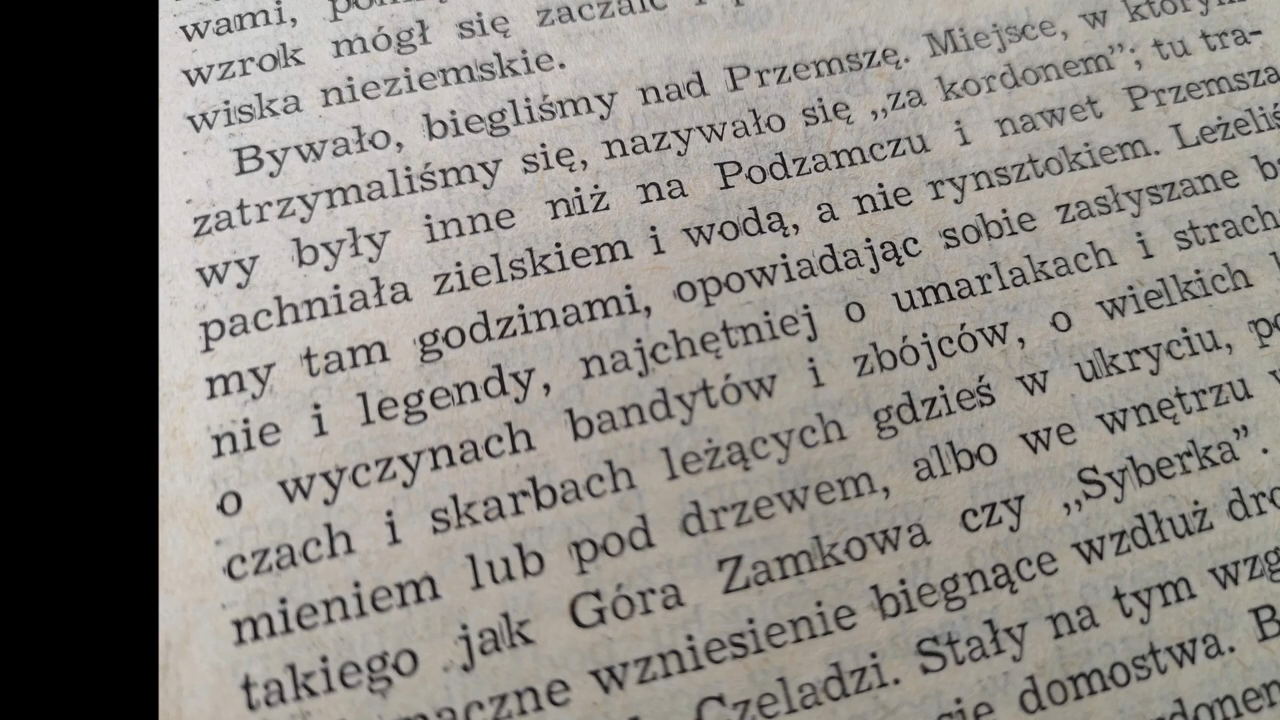 wami,
wzrok mógł się
wiska nieziemskie.
Bywało, biegliśmy nad Przemszę. Miejsce, w którym
zatrzymaliśmy się, nazywało się „za kordonem”; tu tra-
wy były inne niż na Podzamczu i nawet Przemsza
pachniała zielskiem i wodą, a nie rynsztokiem. Leżeliś
my tam godzinami, opowiadając sobie zasłyszane
nie i legendy, najchętniej o umarlakach i strach
o wyczynach bandytów i zbójców, o wielkich
czach i skarbach leżących gdzieś w ukryciu,
mieniem lub pod drzewem, albo we wnętrzu
takiego jak Góra Zamkowa czy „Syberka”.
wzniesienie biegnące wzdłuż
Czeladzi. Stały na tym
domostwa.